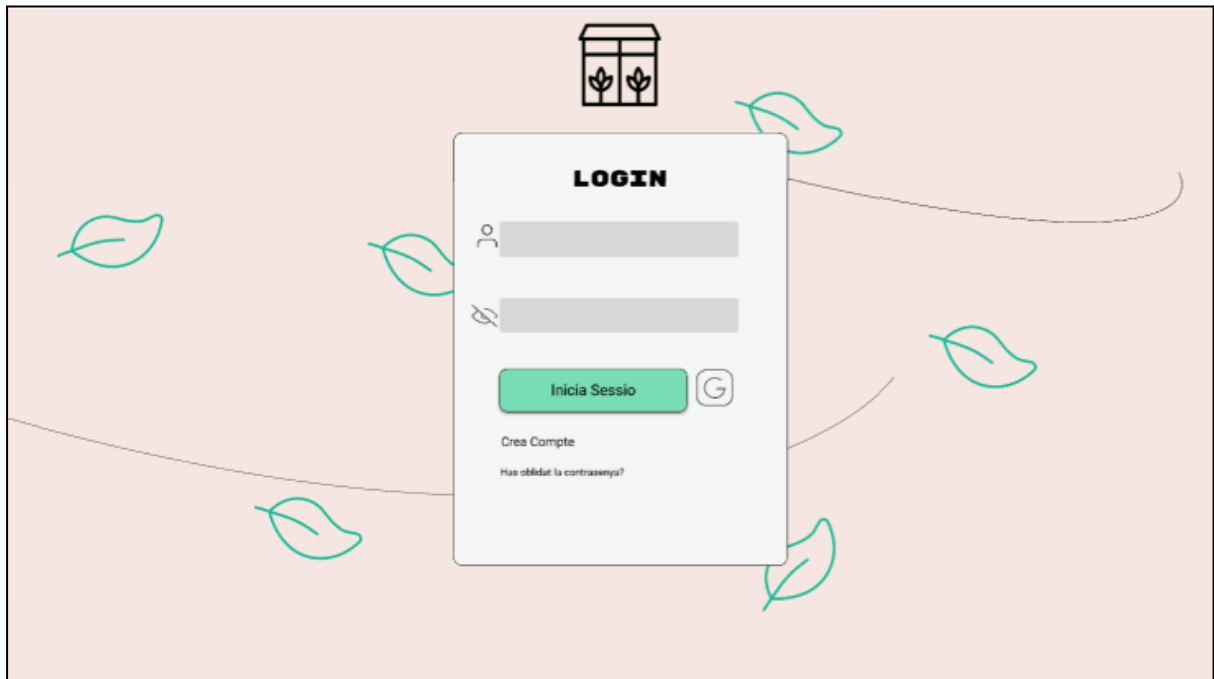 LOGIN
Inicia Sessio
G
Crea Compte
Has oblidat la contrasenya?